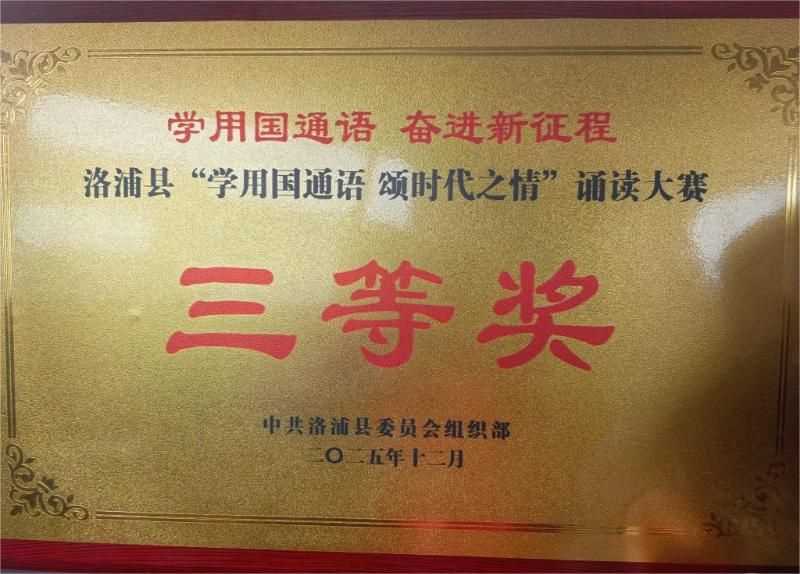 学用国通语 奋进新征程
洛浦县“学用国通语 颂时代之情”诵读大赛
三等奖
中共洛浦县委员会组织部
二〇二五年十二月